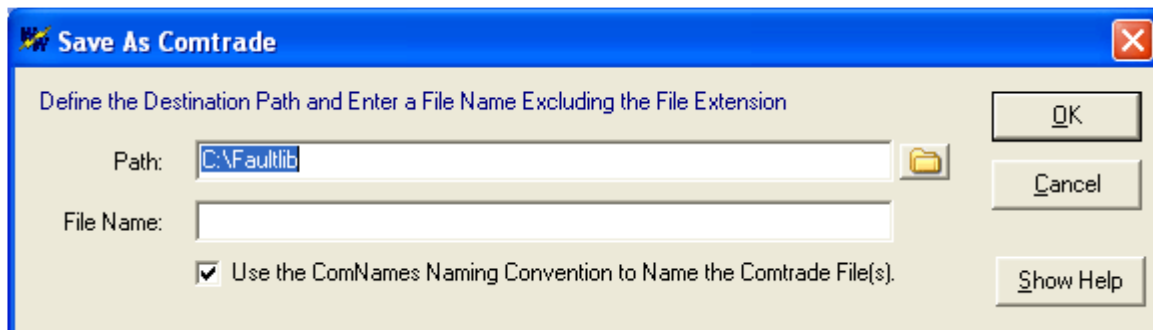 Save As Comtrade
Define the Destination Path and Enter a File Name Excluding the File Extension
OK
Path: C:\Faultlib
Cancel
File Name:
Use the ComNames Naming Convention to Name the Comtrade File(s).
Show Help